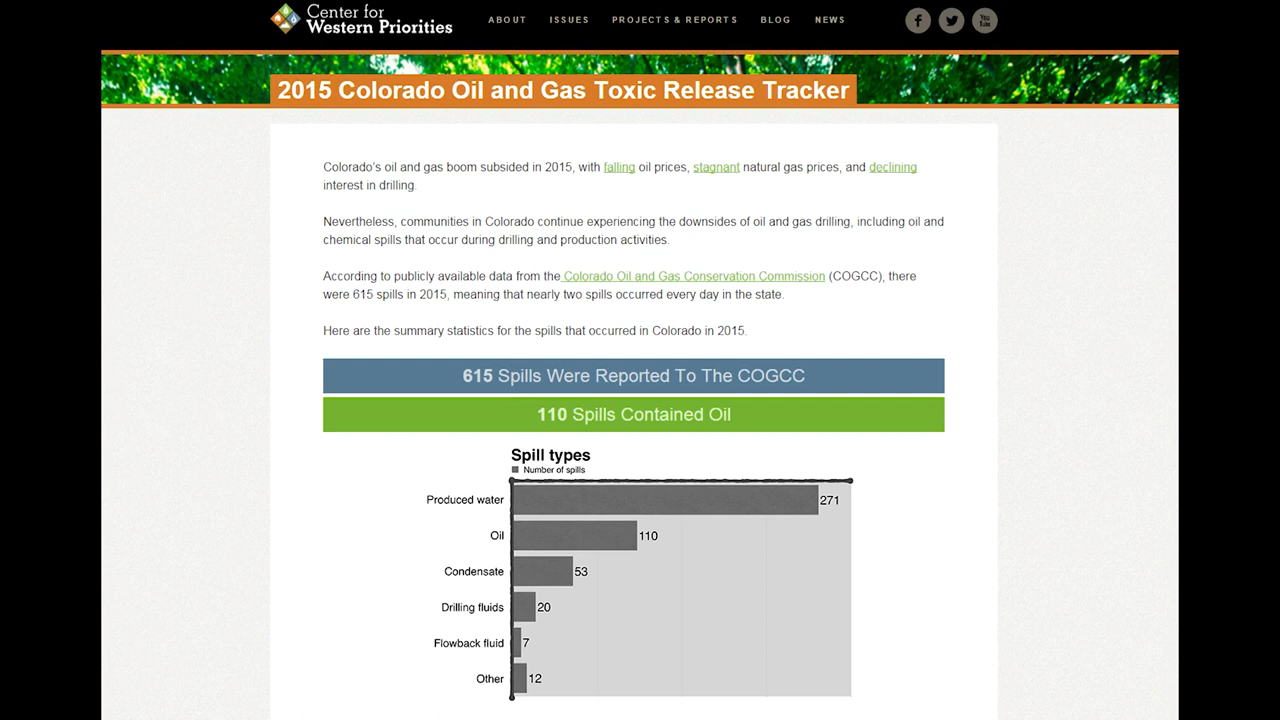 Center for
Western Priorities
ABOUT ISSUES PROJECTS & REPORTS BLOG NEWS
You
Tube
2015 Colorado Oil and Gas Toxic Release Tracker
Colorado's oil and gas boom subsided in 2015, with falling oil prices, stagnant natural gas prices, and declining
interest in drilling.
Nevertheless, communities in Colorado continue experiencing the downsides of oil and gas drilling, including oil and
chemical spills that occur during drilling and production activities.
According to publicly available data from the Colorado Oil and Gas Conservation Commission (COGCC), there
were 615 spills in 2015, meaning that nearly two spills occurred every day in the state.
Here are the summary statistics for the spills that occurred in Colorado in 2015.
615 Spills Were Reported To The COGCC
110 Spills Contained Oil
Spill types
Number of spills
Produced water 271
Oil 110
Condensate 53
Drilling fluids 20
Flowback fluid 7
Other 12